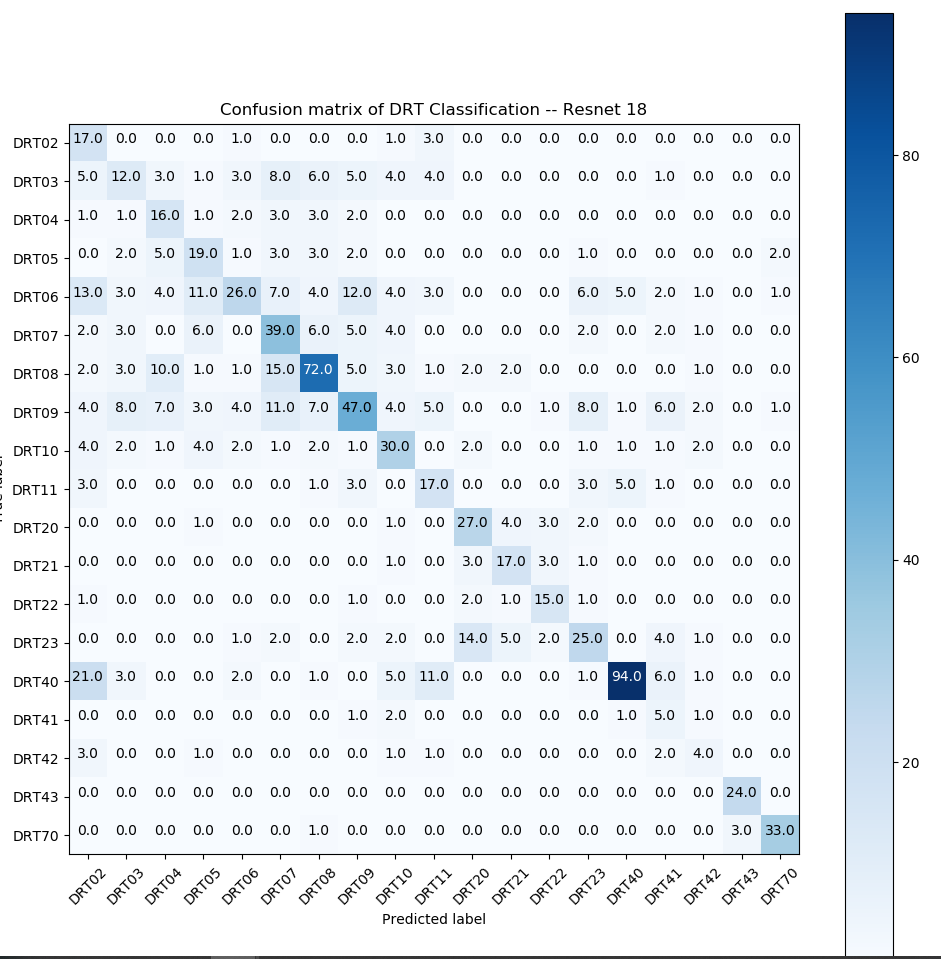 Confusion matrix of DRT Classification -- Resnet 18
DRT02 17.0 0.0 0.0 0.0 1.0 0.0 0.0 0.0 1.0 3.0 0.0 0.0 0.0 0.0 0.0 0.0 0.0 0.0 0.0
DRT03 5.0 12.0 3.0 1.0 3.0 8.0 6.0 5.0 4.0 4.0 0.0 0.0 0.0 0.0 0.0 1.0 0.0 0.0 0.0
DRT04 1.0 1.0 16.0 1.0 2.0 3.0 3.0 2.0 0.0 0.0 0.0 0.0 0.0 0.0 0.0 0.0 0.0 0.0 0.0
DRT05 0.0 2.0 5.0 19.0 1.0 3.0 3.0 2.0 0.0 0.0 0.0 0.0 0.0 1.0 0.0 0.0 0.0 0.0 2.0
DRT06 13.0 3.0 4.0 11.0 26.0 7.0 4.0 12.0 4.0 3.0 0.0 0.0 0.0 6.0 5.0 2.0 1.0 0.0 1.0
DRT07 2.0 3.0 0.0 6.0 0.0 39.0 6.0 5.0 4.0 0.0 0.0 0.0 0.0 2.0 0.0 2.0 1.0 0.0 0.0
DRT08 2.0 3.0 10.0 1.0 1.0 15.0 72.0 5.0 3.0 1.0 2.0 2.0 0.0 0.0 0.0 0.0 1.0 0.0 0.0
DRT09 4.0 8.0 7.0 3.0 4.0 11.0 7.0 47.0 4.0 5.0 0.0 0.0 1.0 8.0 1.0 6.0 2.0 0.0 1.0
DRT10 4.0 2.0 1.0 4.0 2.0 1.0 2.0 1.0 30.0 0.0 2.0 0.0 0.0 1.0 1.0 1.0 2.0 0.0 0.0
DRT11 3.0 0.0 0.0 0.0 0.0 0.0 1.0 3.0 0.0 17.0 0.0 0.0 0.0 3.0 5.0 1.0 0.0 0.0 0.0
DRT20 0.0 0.0 0.0 1.0 0.0 0.0 0.0 0.0 1.0 0.0 27.0 4.0 3.0 2.0 0.0 0.0 0.0 0.0 0.0
DRT21 0.0 0.0 0.0 0.0 0.0 0.0 0.0 0.0 1.0 0.0 3.0 17.0 3.0 1.0 0.0 0.0 0.0 0.0 0.0
DRT22 1.0 0.0 0.0 0.0 0.0 0.0 0.0 1.0 0.0 0.0 2.0 1.0 15.0 1.0 0.0 0.0 0.0 0.0 0.0
DRT23 0.0 0.0 0.0 0.0 1.0 2.0 0.0 2.0 2.0 0.0 14.0 5.0 2.0 25.0 0.0 4.0 1.0 0.0 0.0
DRT40 21.0 3.0 0.0 0.0 2.0 0.0 1.0 0.0 5.0 11.0 0.0 0.0 0.0 1.0 94.0 6.0 1.0 0.0 0.0
DRT41 0.0 0.0 0.0 0.0 0.0 0.0 0.0 1.0 2.0 0.0 0.0 0.0 0.0 0.0 1.0 5.0 1.0 0.0 0.0
DRT42 3.0 0.0 0.0 1.0 0.0 0.0 0.0 0.0 1.0 1.0 0.0 0.0 0.0 0.0 0.0 2.0 4.0 0.0 0.0
DRT43 0.0 0.0 0.0 0.0 0.0 0.0 0.0 0.0 0.0 0.0 0.0 0.0 0.0 0.0 0.0 0.0 0.0 24.0 0.0
DRT70 0.0 0.0 0.0 0.0 0.0 0.0 1.0 0.0 0.0 0.0 0.0 0.0 0.0 0.0 0.0 0.0 0.0 3.0 33.0
DRT02 DRT03 DRT04 DRT05 DRT06 DRT07 DRT08 DRT09 DRT10 DRT11 DRT20 DRT21 DRT22 DRT23 DRT40 DRT41 DRT42 DRT43 DRT70
Predicted label
80
60
40
20